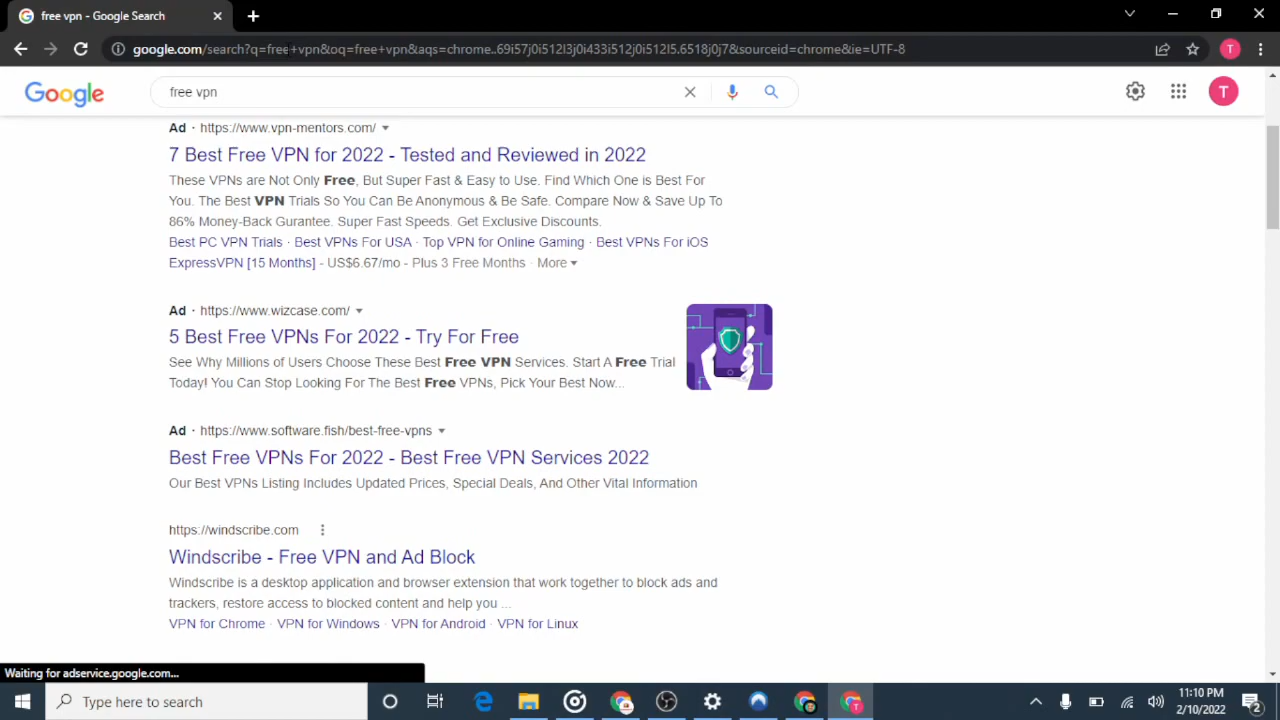 free vpn - Google Search
google.com/search?q=free+vpn&oq=free+vpn&aqs=chrome..69i57j0i512l3j0i433i512j0i512l5.6518j0j7&sourceid=chrome&ie=UTF-8
T
Google
free vpn
T
Ad · https://www.vpn-mentors.com/
7 Best Free VPN for 2022 - Tested and Reviewed in 2022
These VPNs are Not Only Free, But Super Fast & Easy to Use. Find Which One is Best For
You. The Best VPN Trials So You Can Be Anonymous & Be Safe. Compare Now & Save Up To
86% Money-Back Gurantee. Super Fast Speeds. Get Exclusive Discounts.
Best PC VPN Trials · Best VPNs For USA · Top VPN for Online Gaming · Best VPNs For iOS
ExpressVPN [15 Months] - US$6.67/mo - Plus 3 Free Months · More
Ad · https://www.wizcase.com/
5 Best Free VPNs For 2022 - Try For Free
See Why Millions of Users Choose These Best Free VPN Services. Start A Free Trial
Today! You Can Stop Looking For The Best Free VPNs, Pick Your Best Now...
Ad · https://www.software.fish/best-free-vpns
Best Free VPNs For 2022 - Best Free VPN Services 2022
Our Best VPNs Listing Includes Updated Prices, Special Deals, And Other Vital Information
https://windscribe.com
Windscribe - Free VPN and Ad Block
Windscribe is a desktop application and browser extension that work together to block ads and
trackers, restore access to blocked content and help you ...
VPN for Chrome · VPN for Windows · VPN for Android · VPN for Linux
Waiting for adservice.google.com...
Type here to search
T
11:10 PM
2/10/2022
2